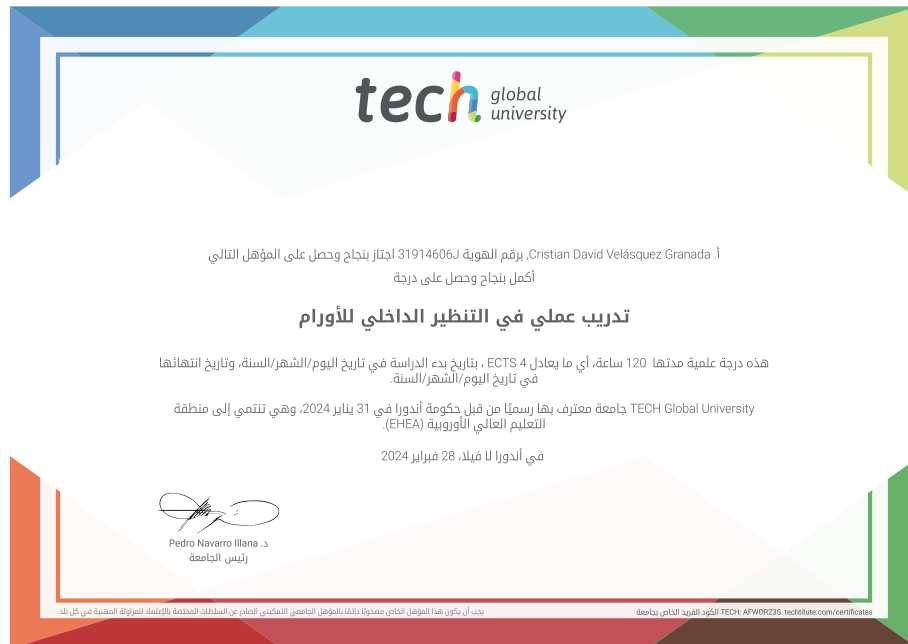 tech global university
أ. Cristian David Velásquez Granada, برقم الهوية 31914606J اجتاز بنجاح وحصل على المؤهل التالي
أكمل بنجاح وحصل على درجة
تدريب عملي في التنظير الداخلي للأورام
هذه درجة علمية مدتها 120 ساعة، أي ما يعادل 4 ECTS ، بتاريخ بدء الدراسة في تاريخ اليوم/الشهر/السنة، وتاريخ انتهائها
في تاريخ اليوم/الشهر/السنة.
TECH Global University جامعة معترف بها رسميًا من قبل حكومة أندورا في 31 يناير 2024، وهي تنتمي إلى منطقة
التعليم العالي الأوروبية (EHEA).
في أندورا لا فيلا، 28 فبراير 2024
د. Pedro Navarro Illana
رئيس الجامعة
يجب أن يكون هذا المؤهل الخاص مصحوبًا دائمًا بالمؤهل الجامعي التمكيني الصادر عن السلطات المختصة بالإعتماد للمزاولة المهنية في كل بلد.
الكود الفريد الخاص بجامعة TECH: AFWOR23S techtitute.com/certificates